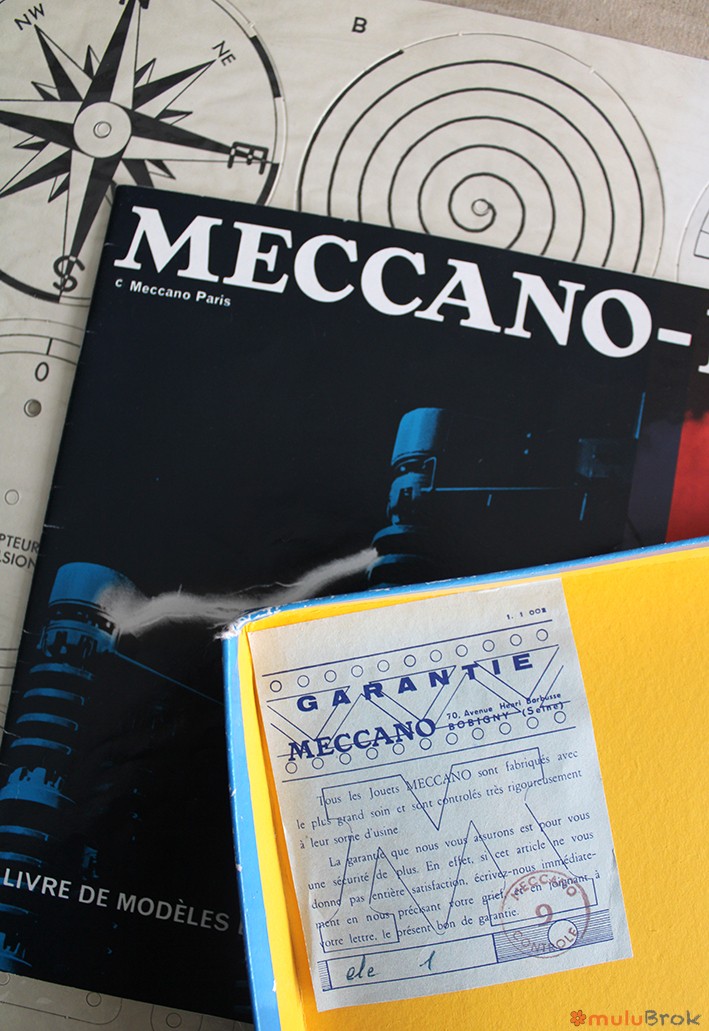 NW
NE
E
S
B
0
PTEUR
LSION
MECCANO-
c Meccano Paris
LIVRE DE MODÈLES
1. 1 008
GARANTIE
MECCANO
70, Avenue Henri Barbusse
BOBIGNY (Seine)
Tous les Jouets MECCANO sont fabriqués avec
le plus grand soin et sont contrôlés très rigoureusement
à leur sortie d'usine
La garantie que nous vous assurons est pour vous
une sécurité de plus. En effet, si cet article ne vous
donne pas entière satisfaction, écrivez-nous immédiate-
ment en nous précisant votre grief, et en joignant à
votre lettre, le présent bon de garantie.
MECCANO
9
CONTROLE
ele 1
muluBrok